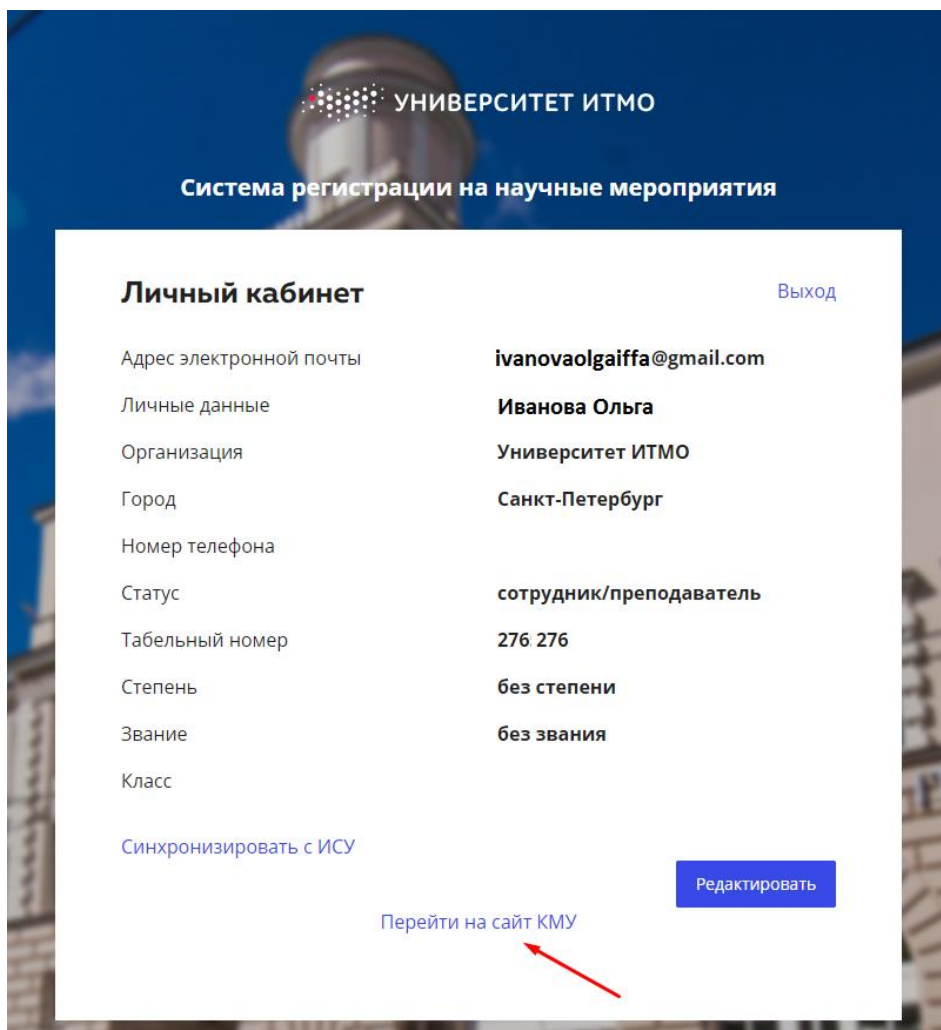 УНИВЕРСИТЕТ ИТМО
Система регистрации на научные мероприятия
Личный кабинет Выход
Адрес электронной почты ivanovaolgaiffa@gmail.com
Личные данные Иванова Ольга
Организация Университет ИТМО
Город Санкт-Петербург
Номер телефона
Статус сотрудник/преподаватель
Табельный номер 276 276
Степень без степени
Звание без звания
Класс
Синхронизировать с ИСУ
Редактировать
Перейти на сайт КМУ